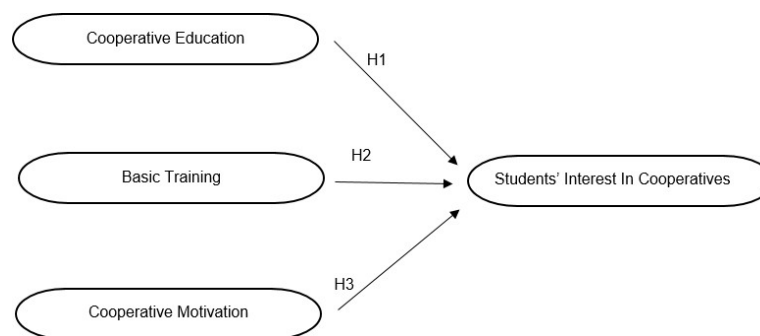 Cooperative Education
H1
H2
Basic Training
Students’ Interest In Cooperatives
H3
Cooperative Motivation